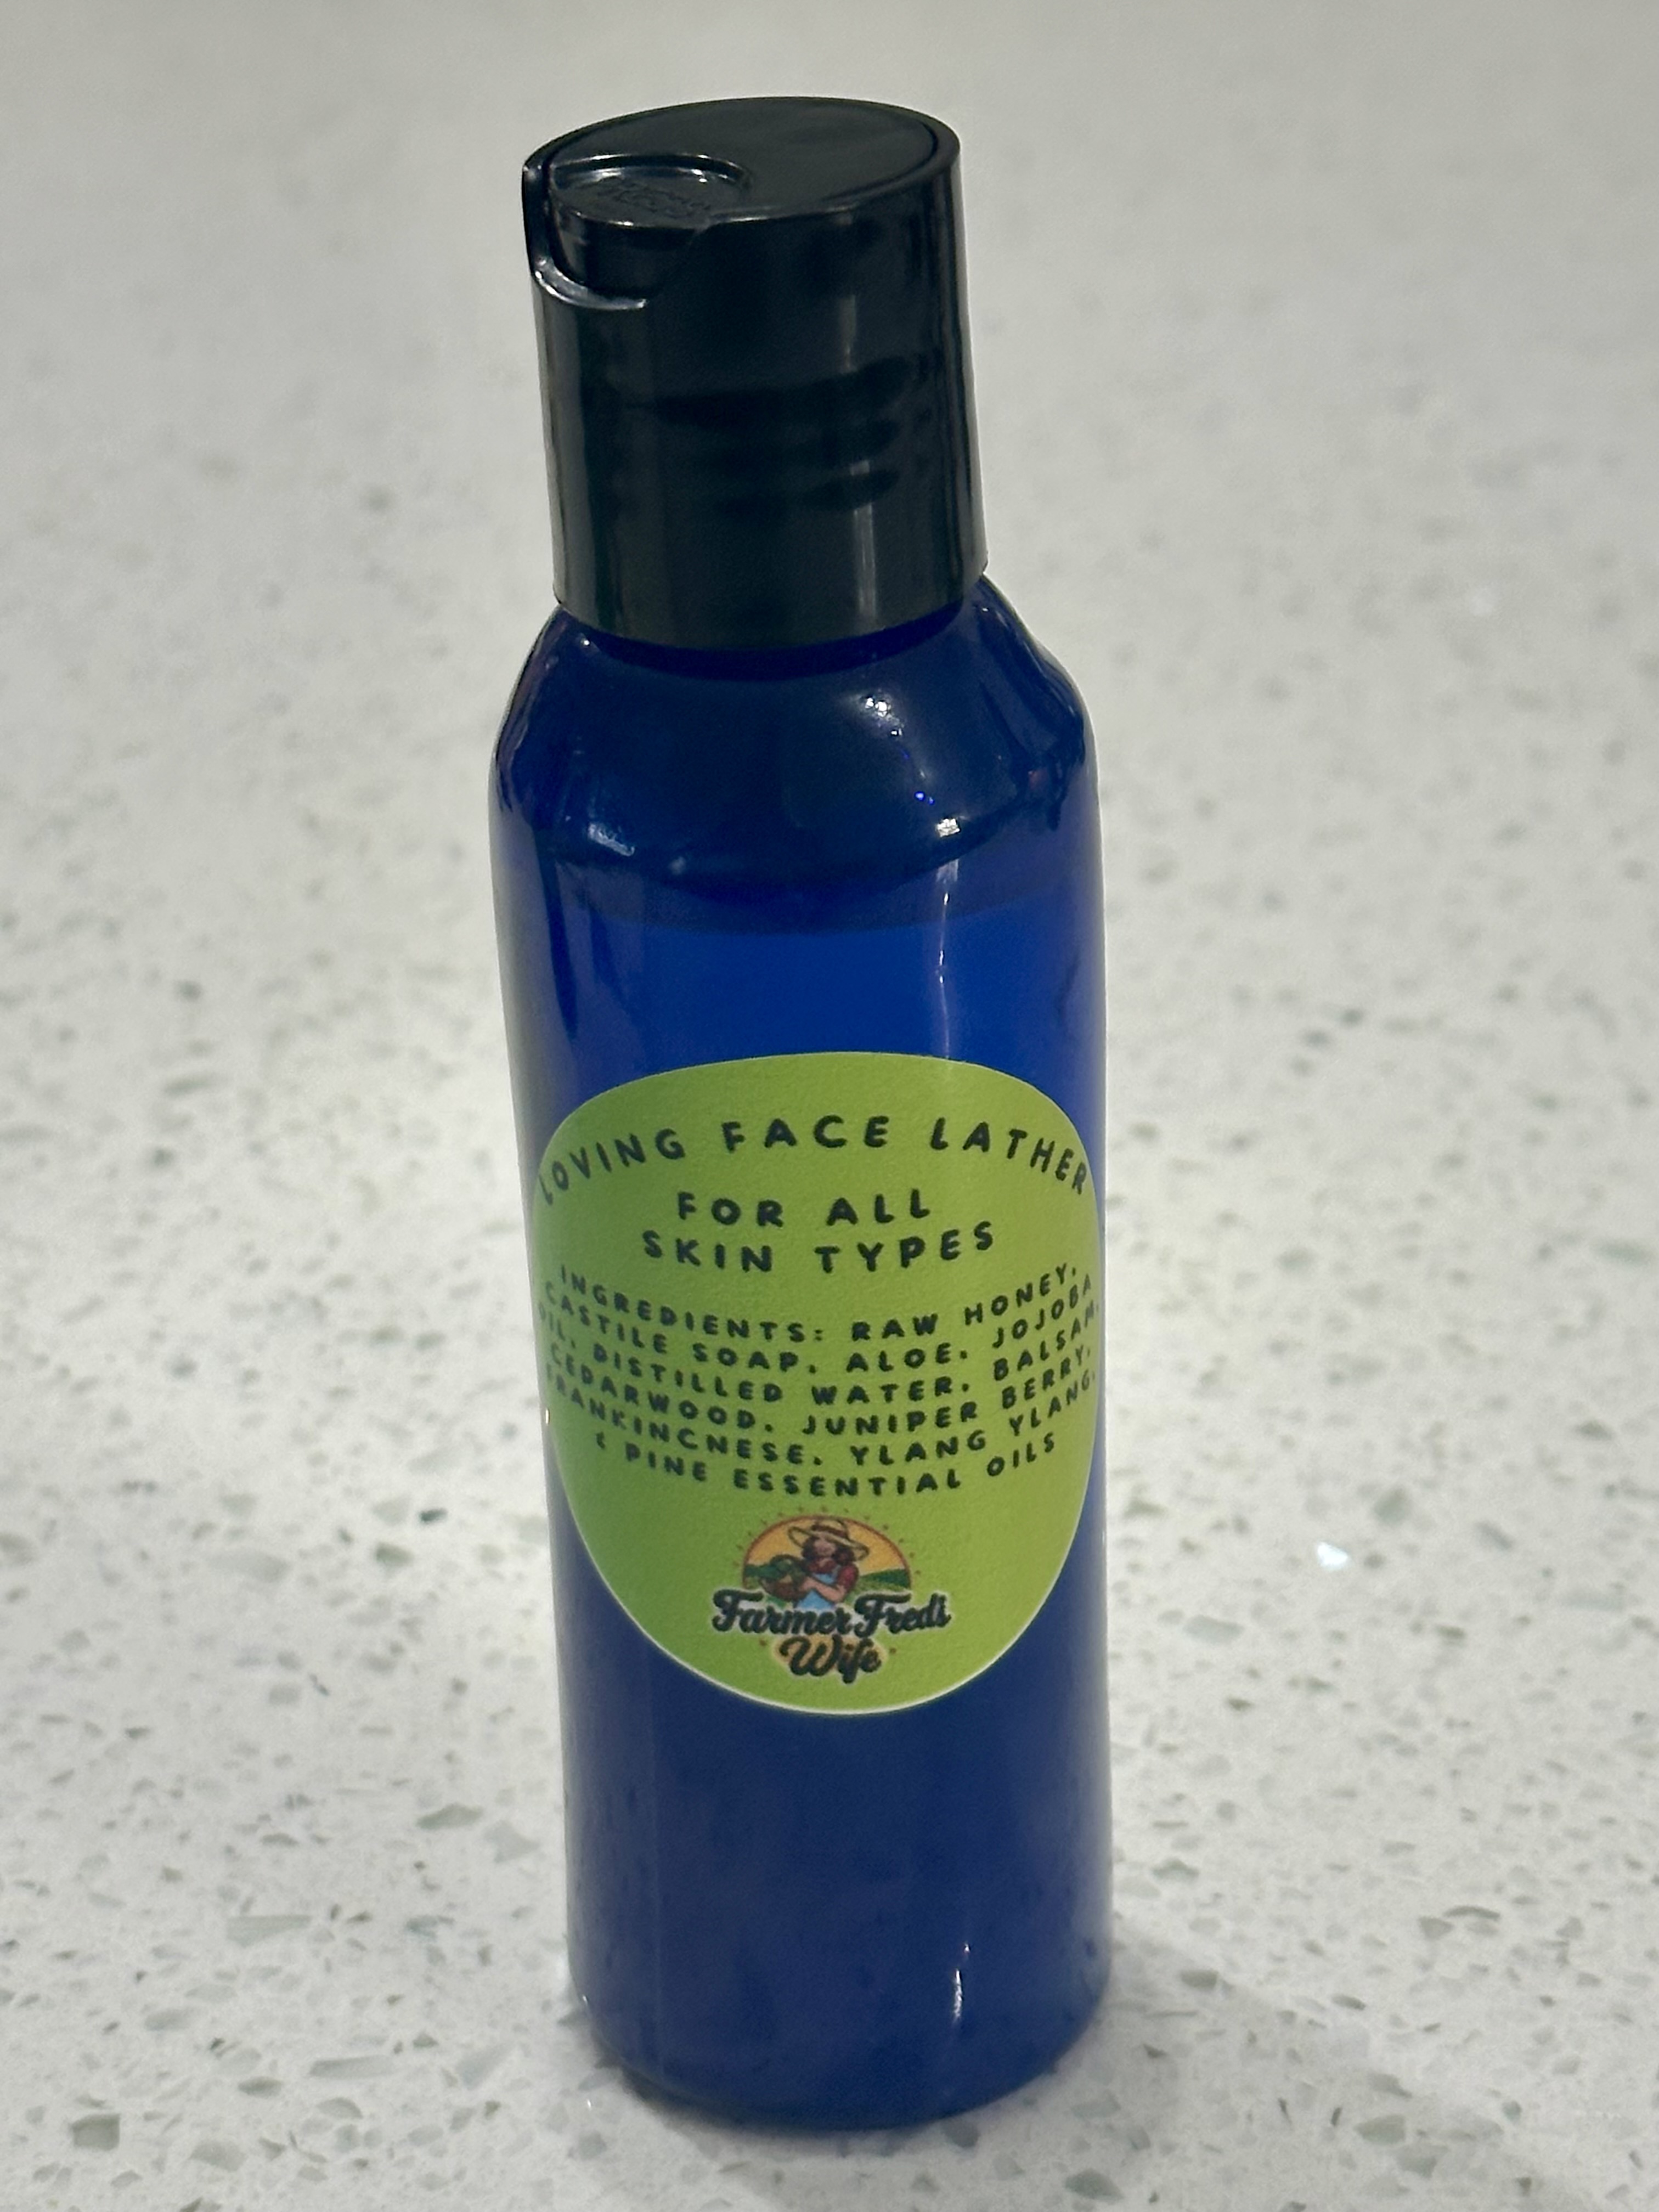 LOVING FACE LATHER
FOR ALL
SKIN TYPES
INGREDIENTS: RAW HONEY,
CASTILE SOAP, ALOE, JOJOBA
OIL, DISTILLED WATER, BALSAM,
CEDARWOOD, JUNIPER BERRY,
FRANKINCNESE, YLANG YLANG,
& PINE ESSENTIAL OILS
Farmer Fred's
Wife